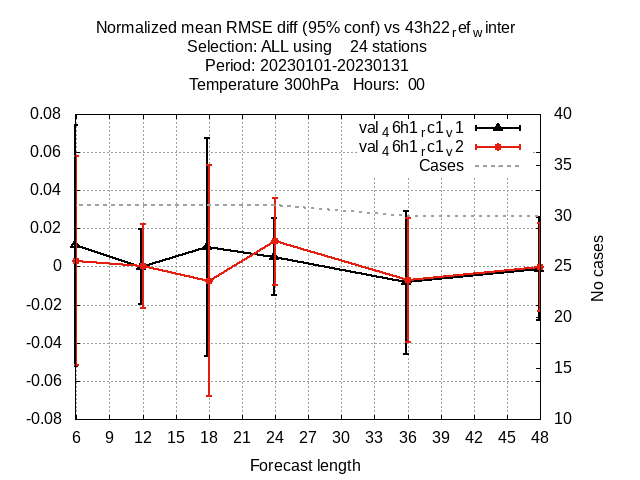 Normalized mean RMSE diff (95% conf) vs 43h22refwinter
Selection: ALL using    24 stations
Period: 20230101-20230131
Temperature 300hPa   Hours:  00
val46h1rc1v1
val46h1rc1v2
Cases
0.08
0.06
0.04
0.02
0
-0.02
-0.04
-0.06
-0.08
40
35
30
25
20
15
10
No cases
6 9 12 15 18 21 24 27 30 33 36 39 42 45 48
Forecast length